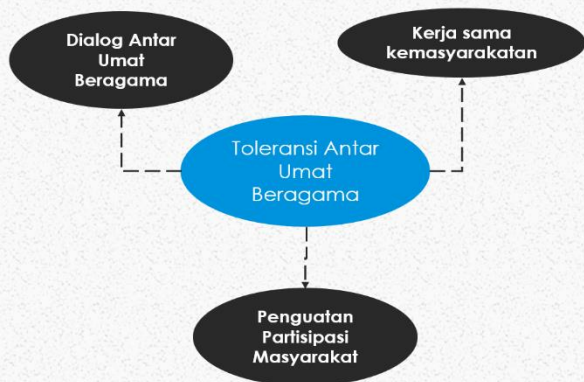 Dialog Antar
Umat
Beragama
Kerja sama
kemasyarakatan
Toleransi Antar
Umat
Beragama
Penguatan
Partisipasi
Masyarakat